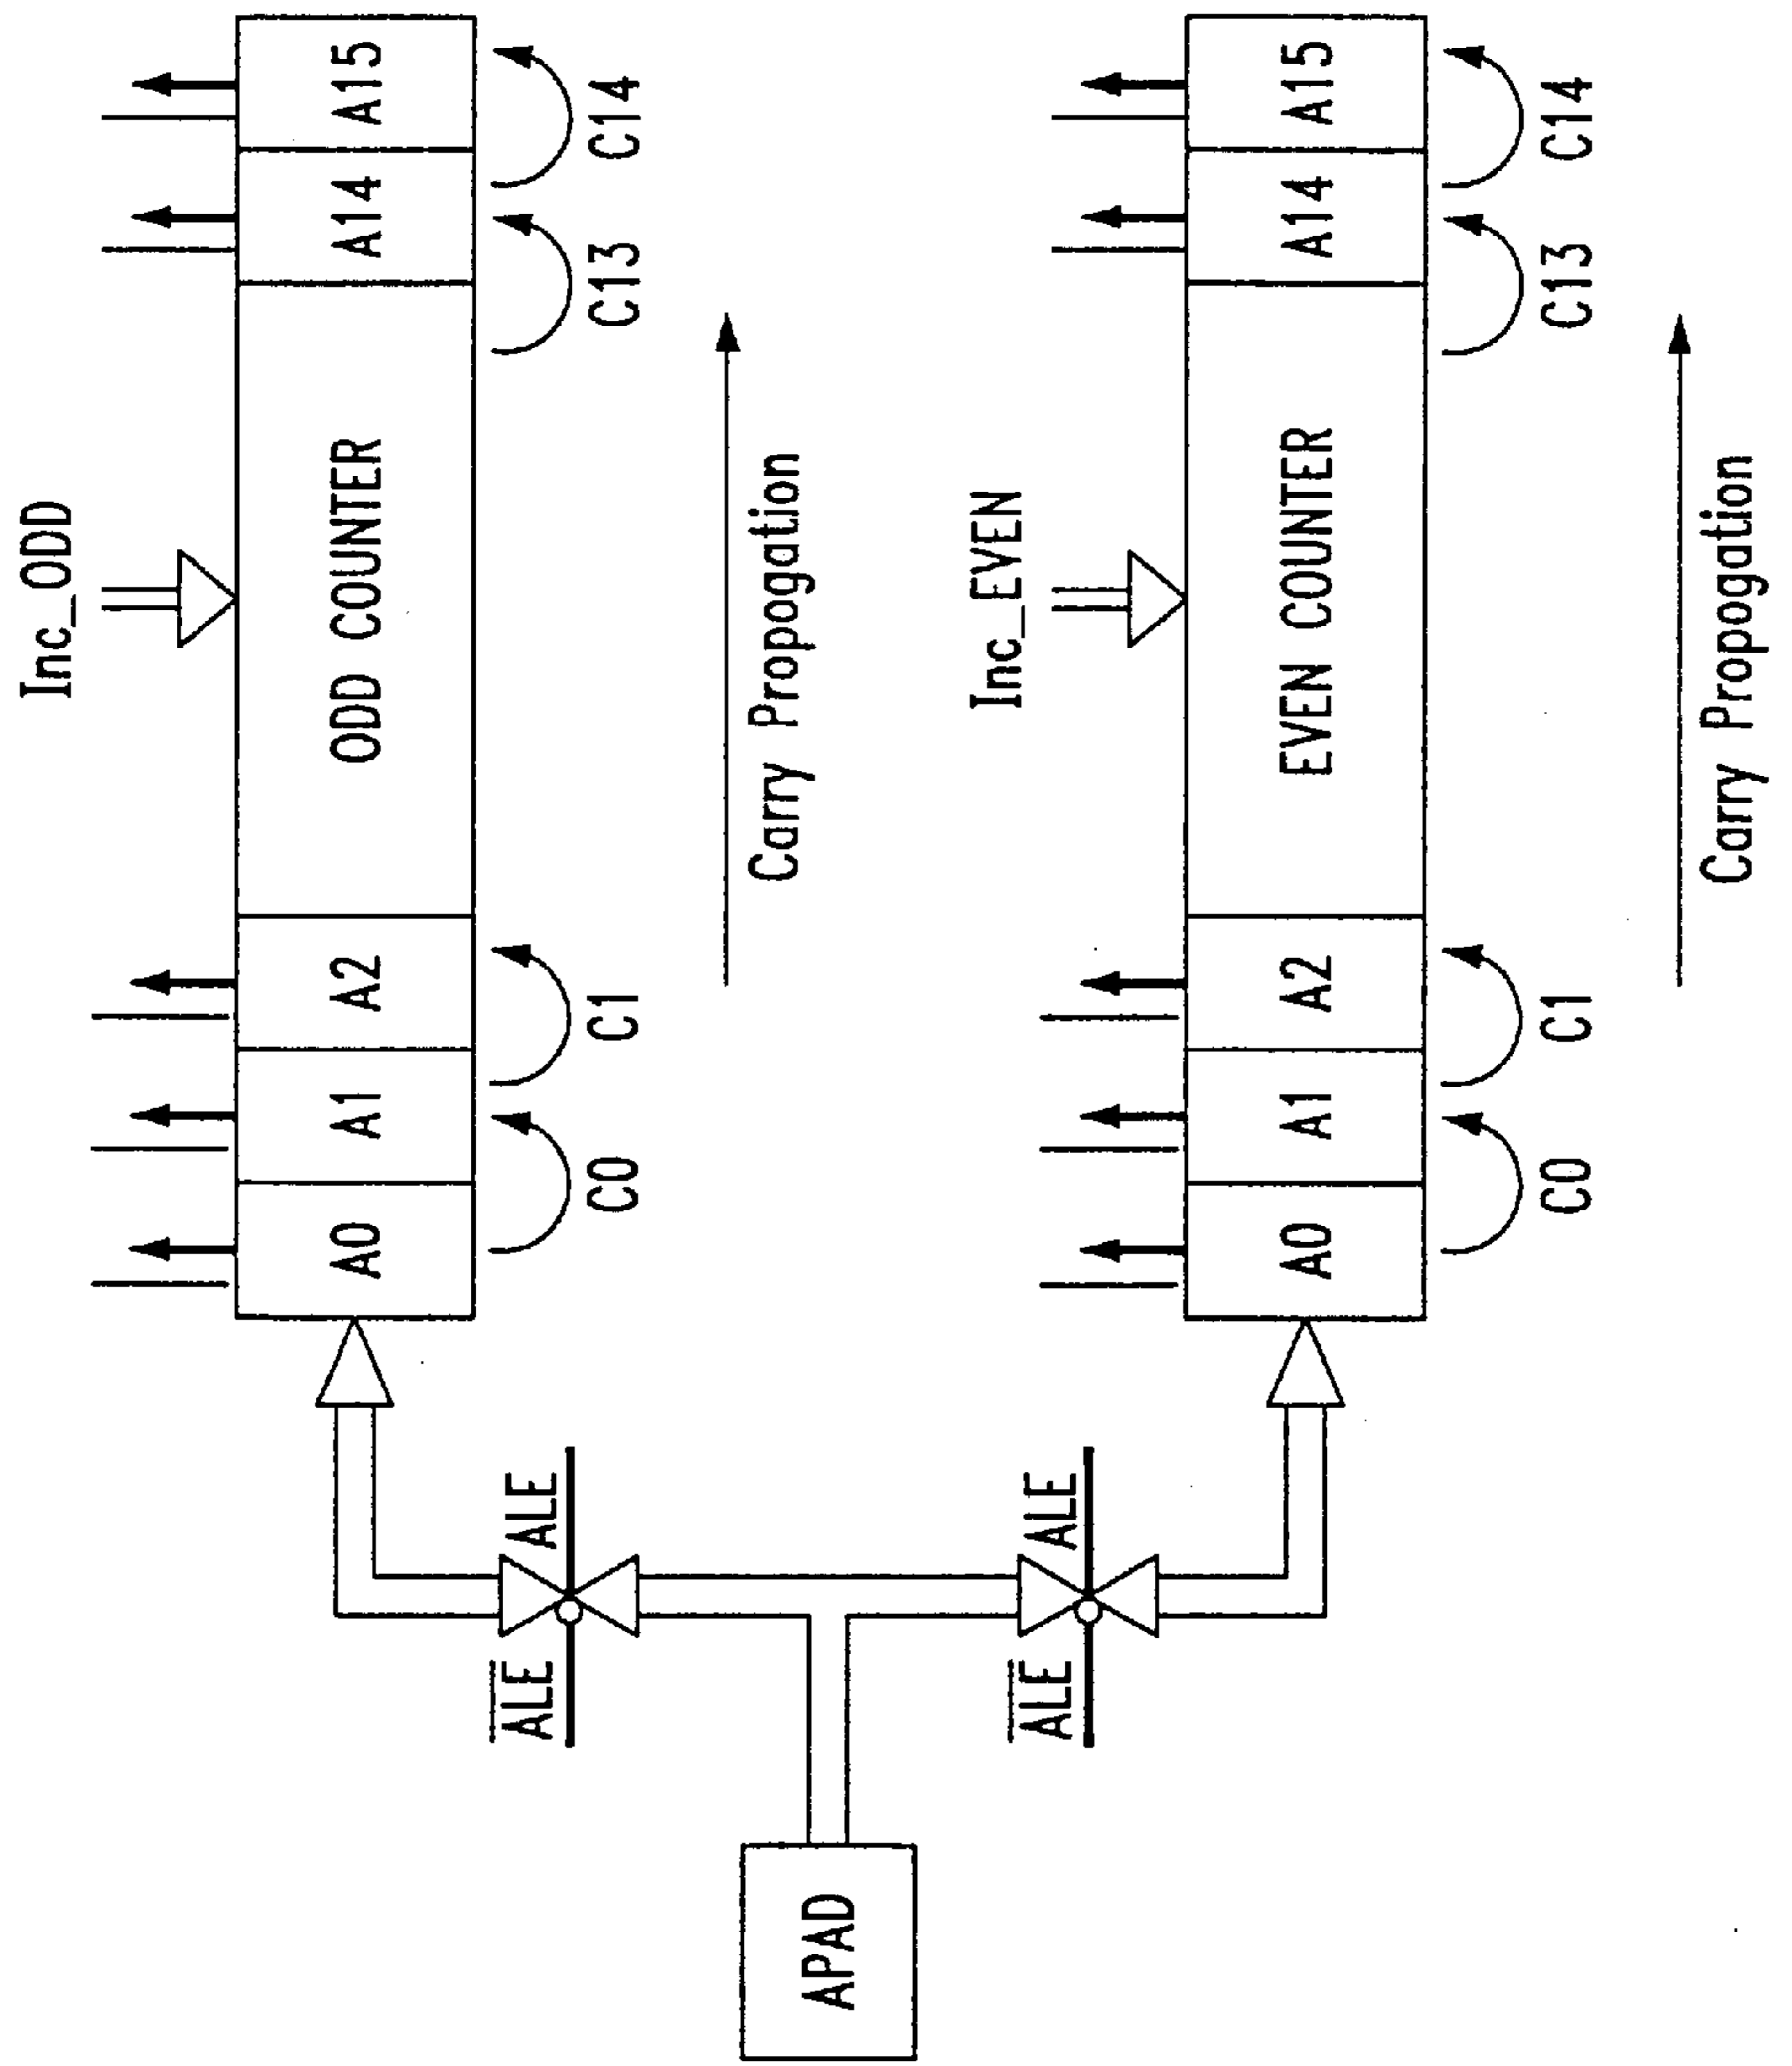 Inc_ODD
A0
A1
A2
ODD COUNTER
A14
A15
C0
C1
C13
C14
Carry Propogation
ALE
ALE
APAD
ALE
ALE
Inc_EVEN
A0
A1
A2
EVEN COUNTER
A14
A15
C0
C1
C13
C14
Carry Propogation